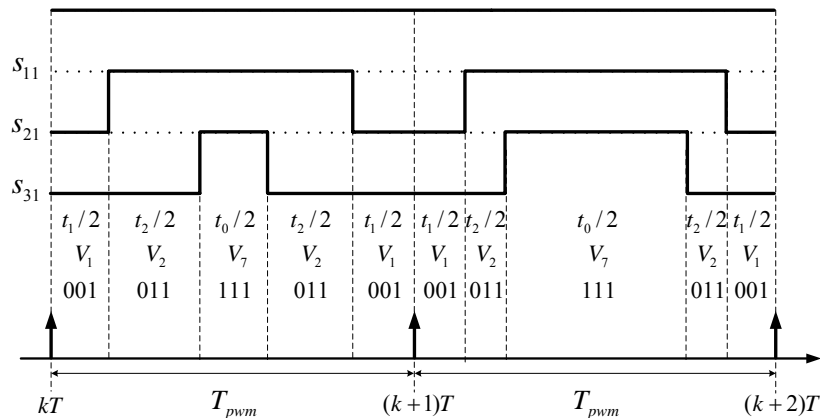 s₁₁
s₂₁
s₃₁
t₁/2 t₂/2 t₀/2 t₂/2 t₁/2 t₁/2 t₂/2 t₀/2 t₂/2 t₁/2
V₁ V₂ V₇ V₂ V₁ V₁ V₂ V₇ V₂ V₁
001 011 111 011 001 001 011 111 011 001
kT T_pwm (k+1)T T_pwm (k+2)T